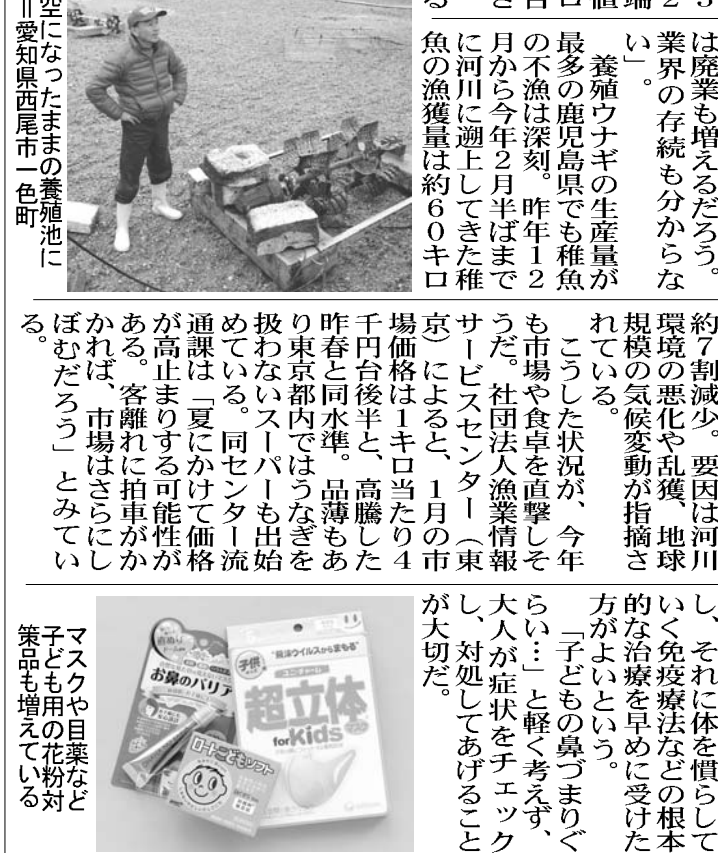 は廃業も増えるだろう。
業界の存続も分からな
い」。
　養殖ウナギの生産量が
最多の鹿児島県でも稚魚
の不漁は深刻。昨年１２
月から今年２月半ばまで
に河川に遡上してきた稚
魚の漁獲量は約６０キロ
空になったままの養殖池に
＝愛知県西尾市一色町
約７割減少。要因は河川
環境の悪化や乱獲、地球
規模の気候変動が指摘さ
れている。
　こうした状況が、今年
も市場や食卓を直撃しそ
うだ。社団法人漁業情報
サービスセンター（東
京）によると、１月の市
場価格は１キロ当たり４
千円台後半と、高騰した
昨春と同水準。品薄もあ
り東京都内ではうなぎを
扱わないスーパーも出始
めている。同センター流
通課は「夏にかけて価格
が高止まりする可能性が
ある。客離れに拍車がか
かれば、市場はさらにし
ぼむだろう」とみてい
る。
し、それに体を慣らして
いく免疫療法などの根本
的な治療を早めに受けた
方がよいという。
　「子どもの鼻づまりぐ
らい…」と軽く考えず、
大人が症状をチェック
し、対処してあげること
が大切だ。
お鼻のバリア
子供用
ユニ・チャーム
超立体
for Kids
ロートこどもソフト
マスクや目薬など
子ども用の花粉対
策品も増えている